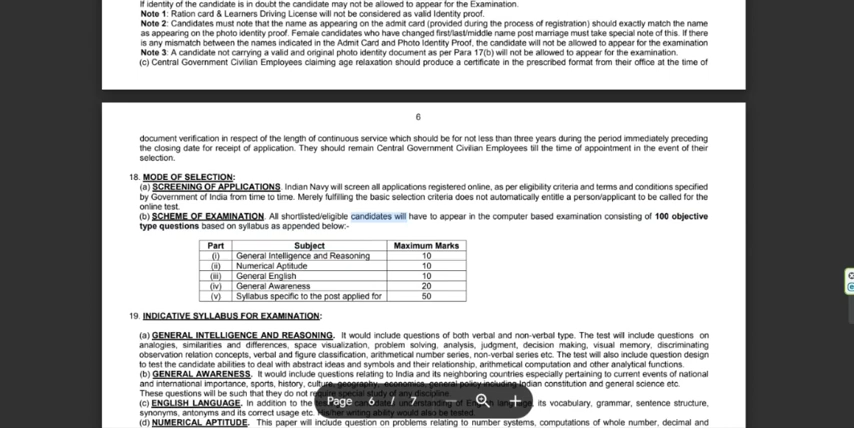 If identity of the candidate is in doubt the candidate may not be allowed to appear for the Examination.
Note 1: Ration card & Learners Driving License will not be considered as valid Identity proof.
Note 2: Candidates must note that the name as appearing on the admit card (provided during the process of registration) should exactly match the name
as appearing on the photo identity proof. Female candidates who have changed first/last/middle name post marriage must take special note of this. If there
is any mismatch between the names indicated in the Admit Card and Photo Identity Proof, the candidate will not be allowed to appear for the examination
Note 3: A candidate not carrying a valid and original photo identity document as per Para 17(b) will not be allowed to appear for the examination.
(c) Central Government Civilian Employees claiming age relaxation should produce a certificate in the prescribed format from their office at the time of
6
document verification in respect of the length of continuous service which should be for not less than three years during the period immediately preceding
the closing date for receipt of application. They should remain Central Government Civilian Employees till the time of appointment in the event of their
selection.
18. MODE OF SELECTION:
(a) SCREENING OF APPLICATIONS. Indian Navy will screen all applications registered online, as per eligibility criteria and terms and conditions specified
by Government of India from time to time. Merely fulfilling the basic selection criteria does not automatically entitle a person/applicant to be called for the
online test.
(b) SCHEME OF EXAMINATION. All shortlisted/eligible candidates will have to appear in the computer based examination consisting of 100 objective
type questions based on syllabus as appended below:-
Part Subject Maximum Marks
(i) General Intelligence and Reasoning 10
(ii) Numerical Aptitude 10
(iii) General English 10
(iv) General Awareness 20
(v) Syllabus specific to the post applied for 50
19. INDICATIVE SYLLABUS FOR EXAMINATION:
(a) GENERAL INTELLIGENCE AND REASONING. It would include questions of both verbal and non-verbal type. The test will include questions on
analogies, similarities and differences, space visualization, problem solving, analysis, judgment, decision making, visual memory, discriminating
observation relation concepts, verbal and figure classification, arithmetical number series, non-verbal series etc. The test will also include question design
to test the candidate abilities to deal with abstract ideas and symbols and their relationship, arithmetical computation and other analytical functions.
(b) GENERAL AWARENESS. It would include questions relating to India and its neighboring countries especially pertaining to current events of national
and international importance, sports, history, culture, geography, economics, general policy including Indian constitution and general science etc.
These questions will be such that they do not require special study of any discipline.
(c) ENGLISH LANGUAGE. In addition to the understanding of English language, its vocabulary, grammar, sentence structure,
synonyms, antonyms and its correct usage etc. His/her writing ability would also be tested.
(d) NUMERICAL APTITUDE. This paper will include question on problems relating to number systems, computations of whole number, decimal and
Page 6 / 7